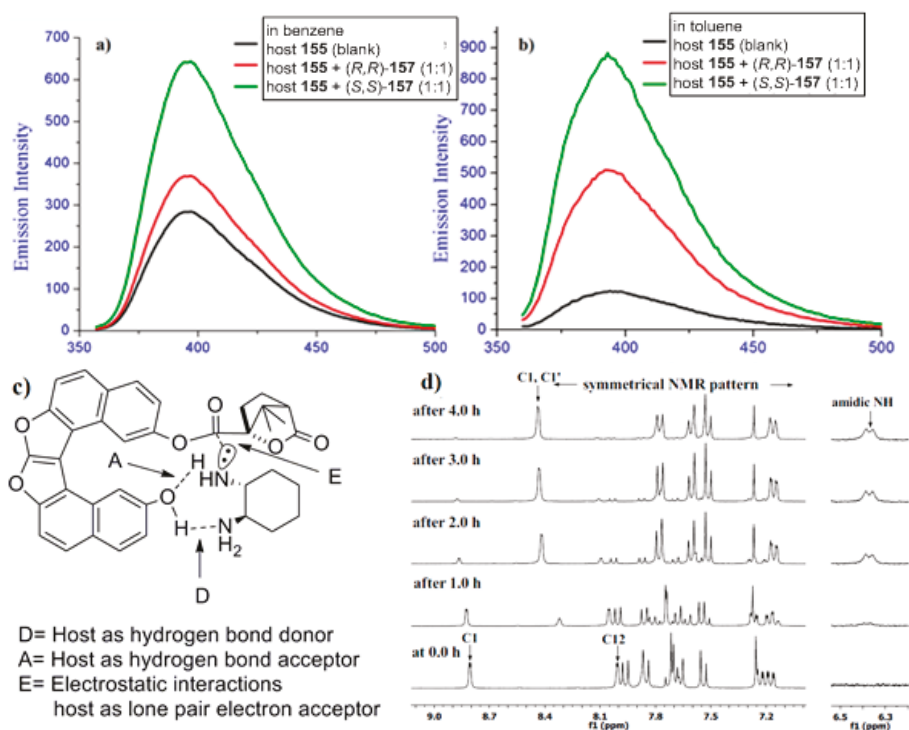 a)
in benzene
host 155 (blank)
host 155 + (R,R)-157 (1:1)
host 155 + (S,S)-157 (1:1)
Emission Intensity
700
600
500
400
300
200
100
0
350
400
450
500
b)
in toluene
host 155 (blank)
host 155 + (R,R)-157 (1:1)
host 155 + (S,S)-157 (1:1)
Emission Intensity
900
800
700
600
500
400
300
200
100
0
350
400
450
500
c)
O
O
O
O
O
O
O
H
H
HN
N
H2
A
E
D
D= Host as hydrogen bond donor
A= Host as hydrogen bond acceptor
E= Electrostatic interactions
host as lone pair electron acceptor
d)
C1, C1'
symmetrical NMR pattern
amidic NH
after 4.0 h
after 3.0 h
after 2.0 h
after 1.0 h
at 0.0 h
C1
C12
9.0
8.7
8.4
8.1
7.8
7.5
7.2
f1 (ppm)
6.5
6.3
f1 (ppm)